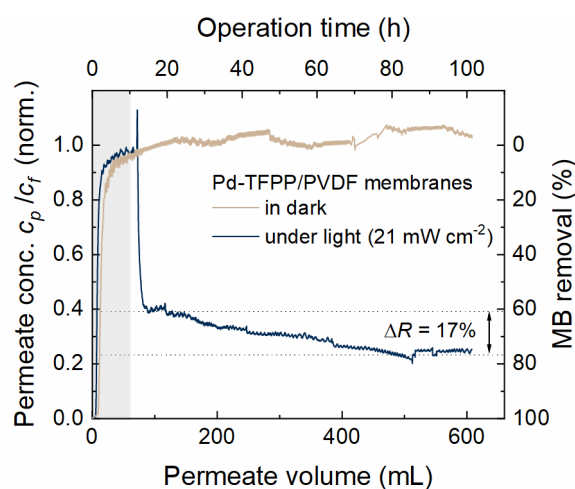 Operation time (h)
0 20 40 60 80 100
Permeate conc. cp /cf (norm.)
1.0
0.8
0.6
0.4
0.2
0.0
Pd-TFPP/PVDF membranes
in dark
under light (21 mW cm-2)
ΔR = 17%
0
20
40
60
80
100
MB removal (%)
0 200 400 600
Permeate volume (mL)